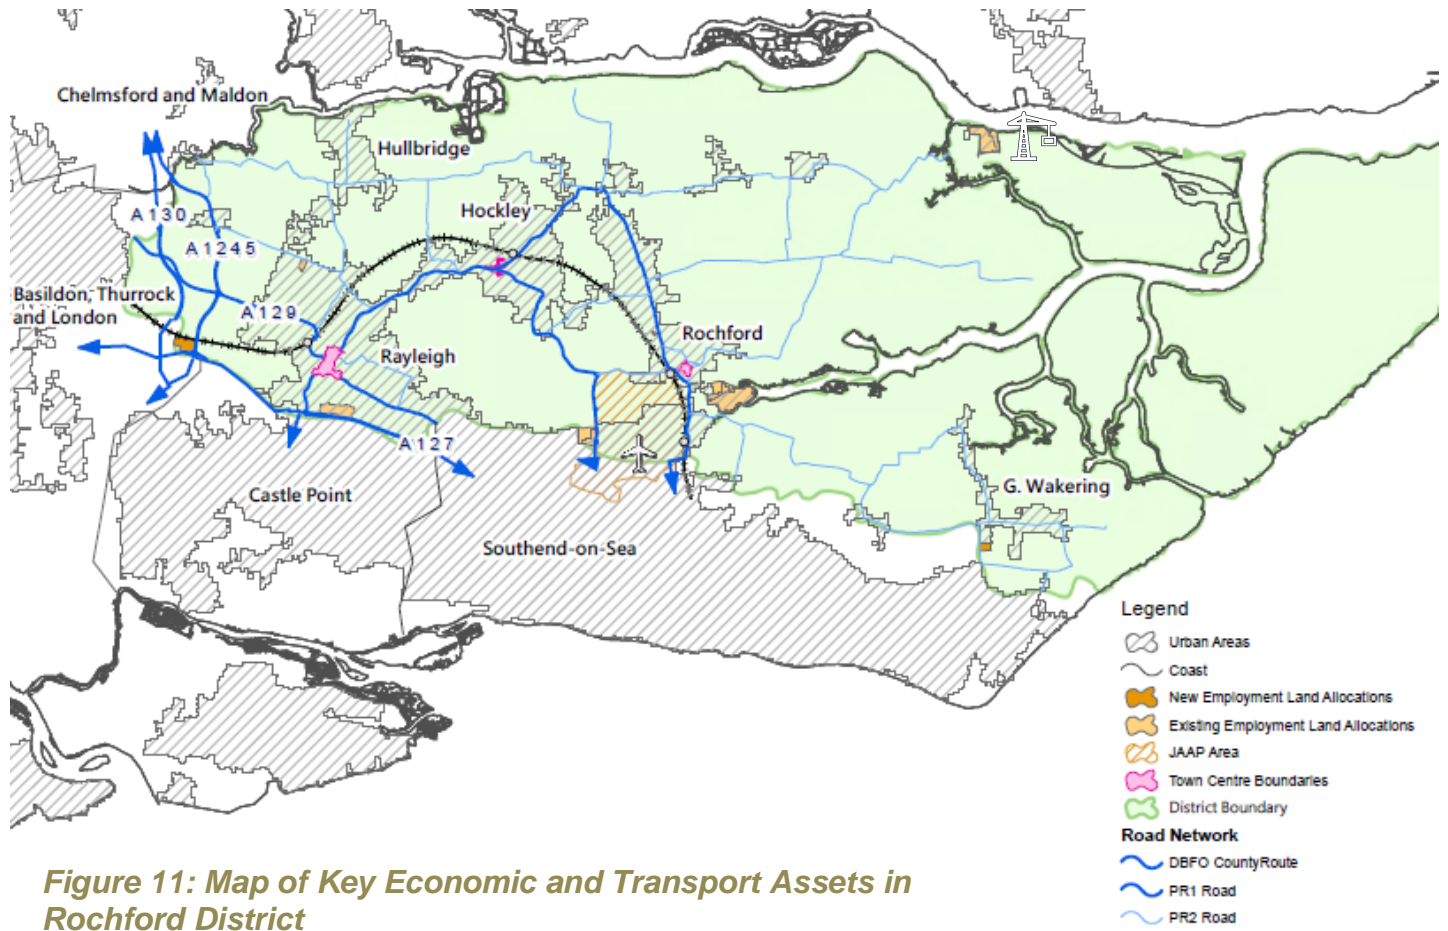 Chelmsford and Maldon
Hullbridge
A130
Hockley
A1245
Basildon, Thurrock
and London
A129
Rochford
Rayleigh
A127
Castle Point
G. Wakering
Southend-on-Sea
Legend
Urban Areas
Coast
New Employment Land Allocations
Existing Employment Land Allocations
JAAP Area
Town Centre Boundaries
District Boundary
Road Network
DBFO CountyRoute
PR1 Road
PR2 Road
Figure 11: Map of Key Economic and Transport Assets in
Rochford District